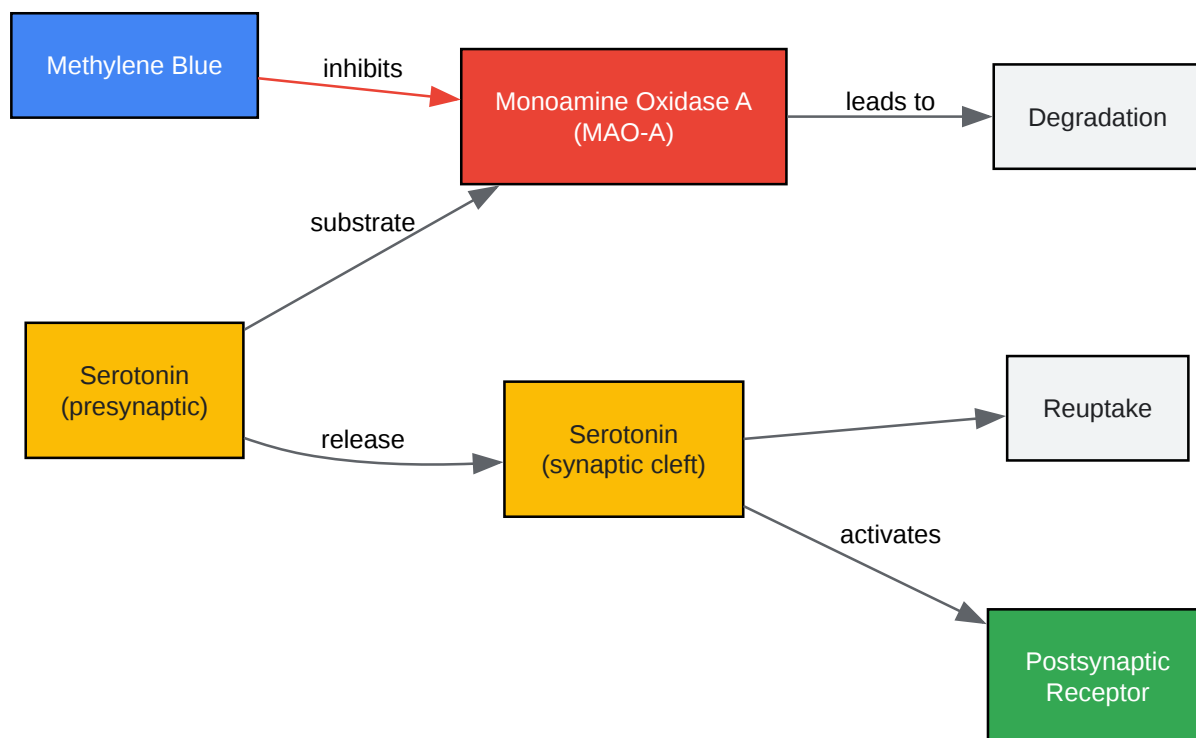 Methylene Blue
inhibits
Monoamine Oxidase A
(MAO-A)
leads to
Degradation
substrate
Serotonin
(presynaptic)
release
Serotonin
(synaptic cleft)
Reuptake
activates
Postsynaptic
Receptor